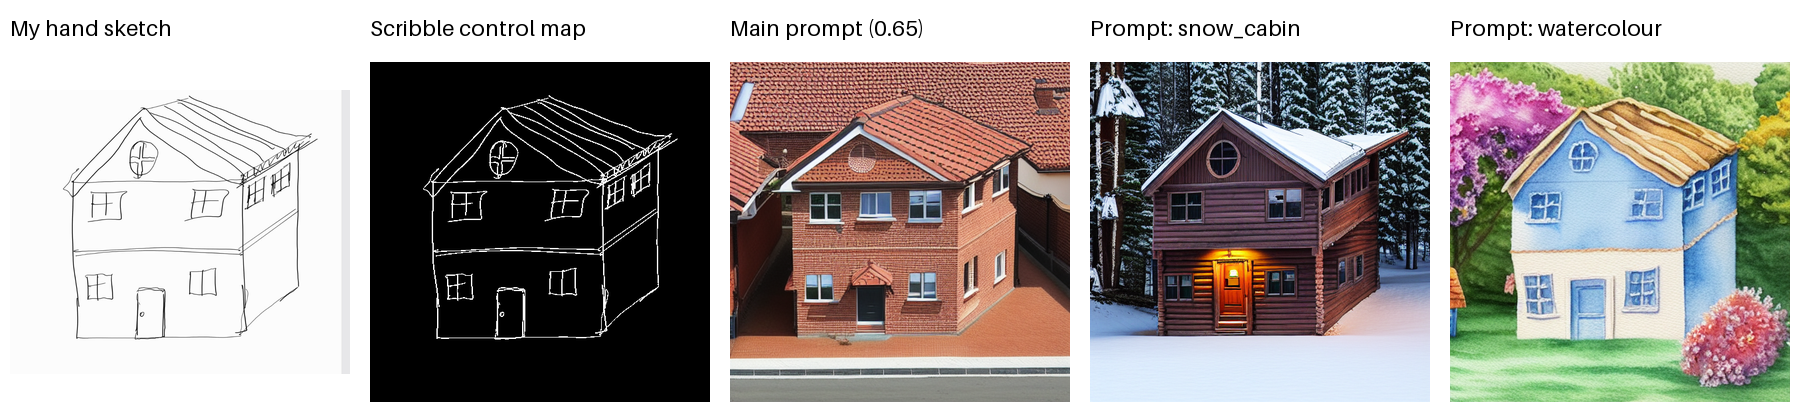 My hand sketch
Scribble control map
Main prompt (0.65)
Prompt: snow_cabin
Prompt: watercolour